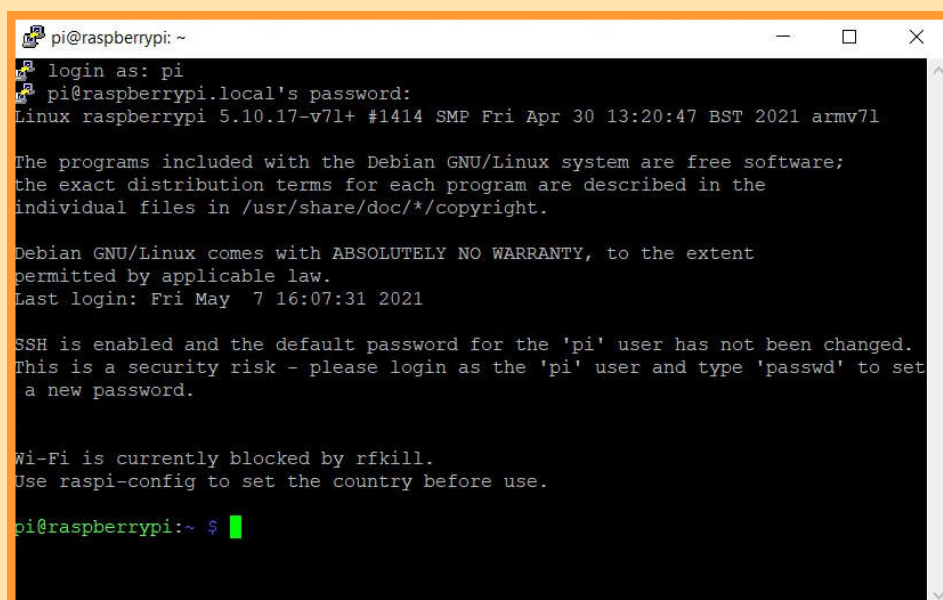 pi@raspberrypi: ~
login as: pi
pi@raspberrypi.local's password:
Linux raspberrypi 5.10.17-v7l+ #1414 SMP Fri Apr 30 13:20:47 BST 2021 armv7l
The programs included with the Debian GNU/Linux system are free software;
the exact distribution terms for each program are described in the
individual files in /usr/share/doc/*/copyright.
Debian GNU/Linux comes with ABSOLUTELY NO WARRANTY, to the extent
permitted by applicable law.
Last login: Fri May  7 16:07:31 2021
SSH is enabled and the default password for the 'pi' user has not been changed.
This is a security risk - please login as the 'pi' user and type 'passwd' to set
a new password.
Wi-Fi is currently blocked by rfkill.
Use raspi-config to set the country before use.
pi@raspberrypi:~ $